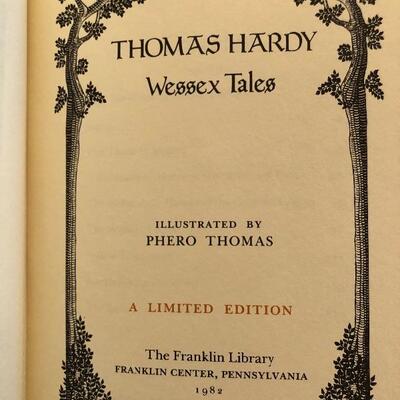 THOMAS HARDY
Wessex Tales
ILLUSTRATED BY
PHERO THOMAS
A LIMITED EDITION
The Franklin Library
FRANKLIN CENTER, PENNSYLVANIA
1982